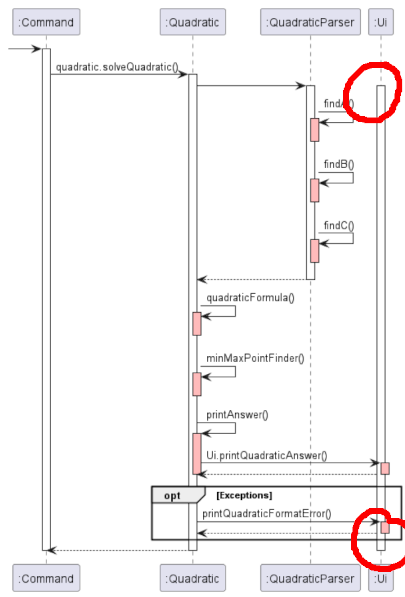 :Command :Quadratic :QuadraticParser :Ui
quadratic.solveQuadratic()
findA()
findB()
findC()
quadraticFormula()
minMaxPointFinder()
printAnswer()
Ui.printQuadraticAnswer()
opt [Exceptions]
printQuadraticFormatError()
:Command :Quadratic :QuadraticParser :Ui